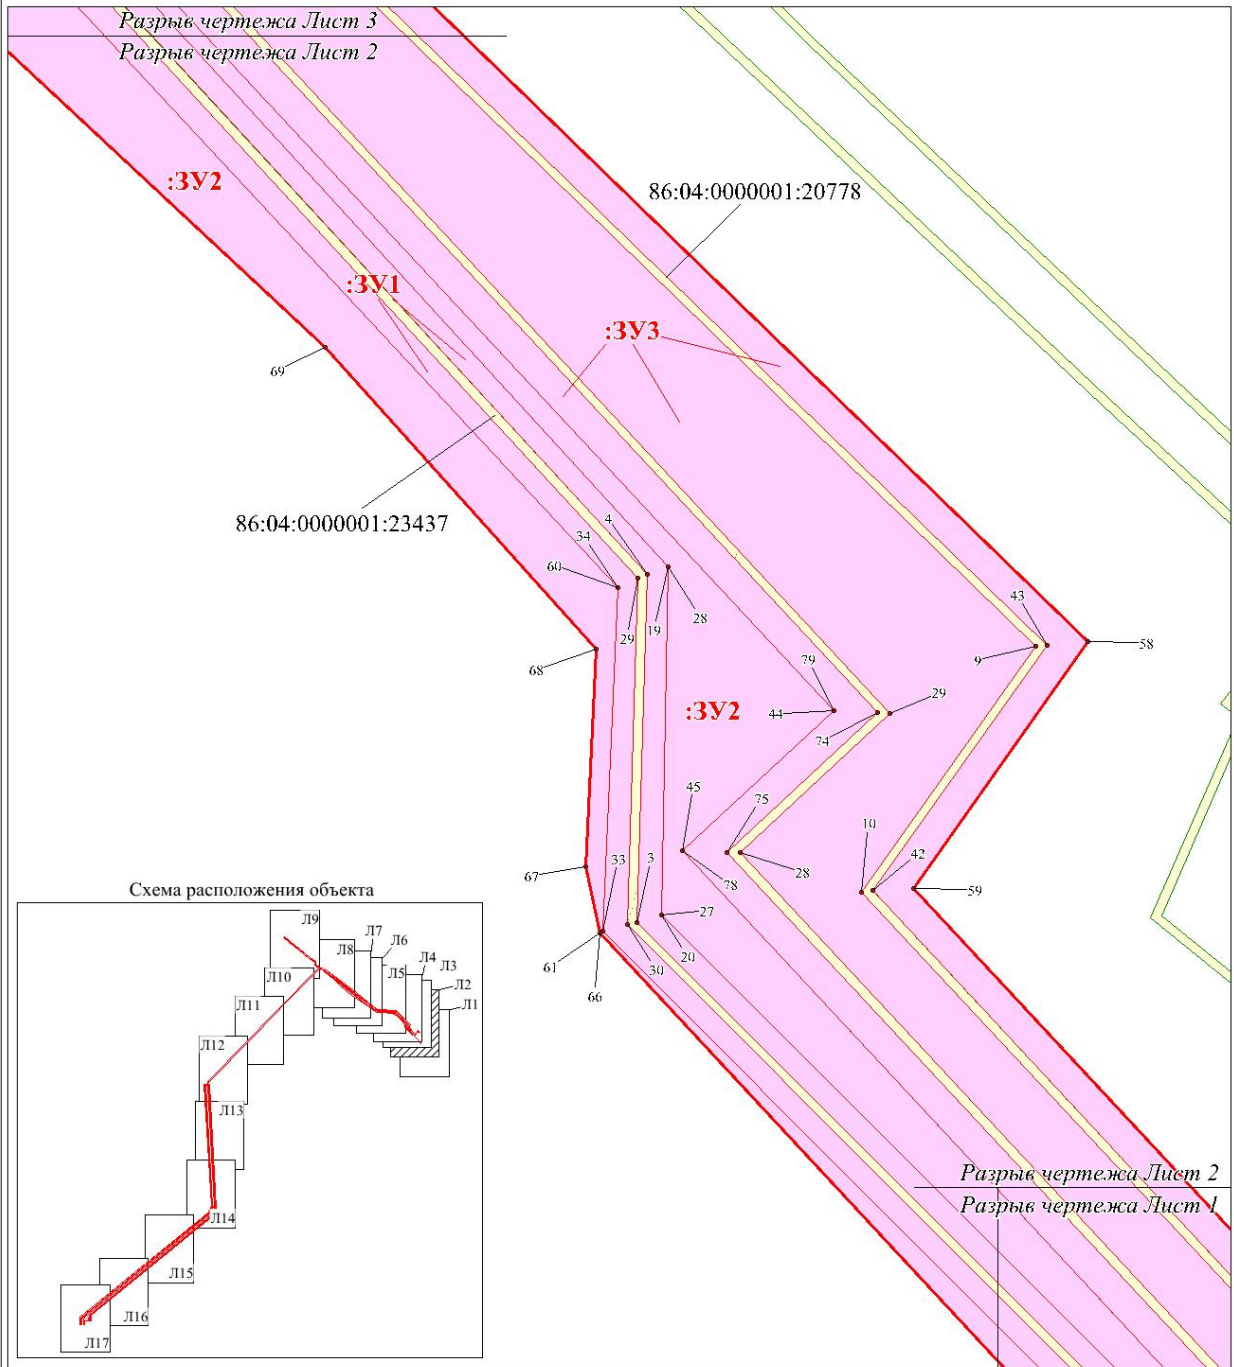 Разрыв чертежа Лист 3
Разрыв чертежа Лист 2
:ЗУ2
86:04:0000001:20778
:ЗУ1
:ЗУ3
69
86:04:0000001:23437
4
34
60
29
19
28
43
9
58
68
79
44
74
29
:ЗУ2
45
75
78
28
10
42
59
33
3
67
27
20
61
66
30
Схема расположения объекта
Л9
Л8
Л7
Л6
Л5
Л4
Л3
Л2
Л1
Л10
Л11
Л12
Л13
Л14
Л15
Л16
Л17
Разрыв чертежа Лист 2
Разрыв чертежа Лист 1